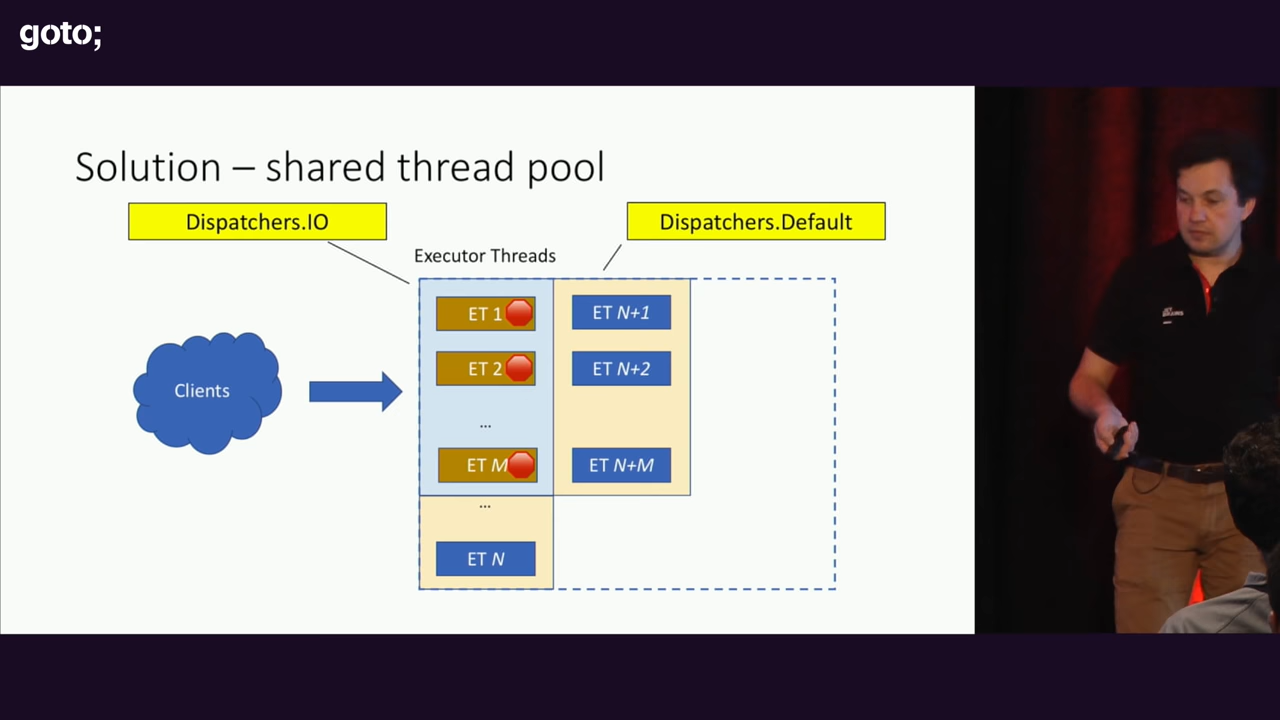 goto;
Solution – shared thread pool
Dispatchers.IO
Dispatchers.Default
Executor Threads
ET 1
ET N+1
ET 2
ET N+2
Clients
...
ET M
ET N+M
...
ET N